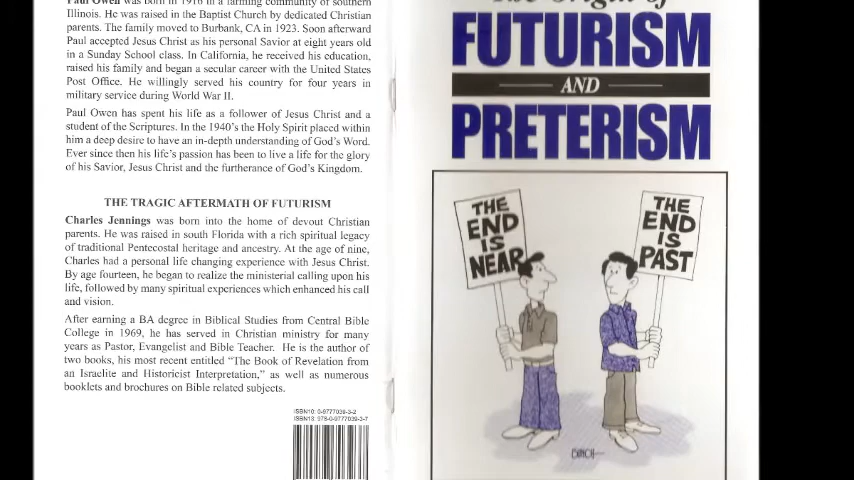 Paul Owen was born in 1916 in a farming community of southern
Illinois. He was raised in the Baptist Church by dedicated Christian
parents. The family moved to Burbank, CA in 1923. Soon afterward
Paul accepted Jesus Christ as his personal Savior at eight years old
in a Sunday School class. In California, he received his education,
raised his family and began a secular career with the United States
Post Office. He willingly served his country for four years in
military service during World War II.
Paul Owen has spent his life as a follower of Jesus Christ and a
student of the Scriptures. In the 1940's the Holy Spirit placed within
him a deep desire to have an in-depth understanding of God's Word.
Ever since then his life's passion has been to live a life for the glory
of his Savior, Jesus Christ and the furtherance of God's Kingdom.
THE TRAGIC AFTERMATH OF FUTURISM
Charles Jennings was born into the home of devout Christian
parents. He was raised in south Florida with a rich spiritual legacy
of traditional Pentecostal heritage and ancestry. At the age of nine,
Charles had a personal life changing experience with Jesus Christ.
By age fourteen, he began to realize the ministerial calling upon his
life, followed by many spiritual experiences which enhanced his call
and vision.
After earning a BA degree in Biblical Studies from Central Bible
College in 1969, he has served in Christian ministry for many
years as Pastor, Evangelist and Bible Teacher. He is the author of
two books, his most recent entitled "The Book of Revelation from
an Israelite and Historicist Interpretation," as well as numerous
booklets and brochures on Bible related subjects.
ISBN10: 0-9777039-3-2
ISBN13: 978-0-9777039-3-7
The Origin of
FUTURISM
AND
PRETERISM
THE
END
IS
NEAR
THE
END
IS
PAST